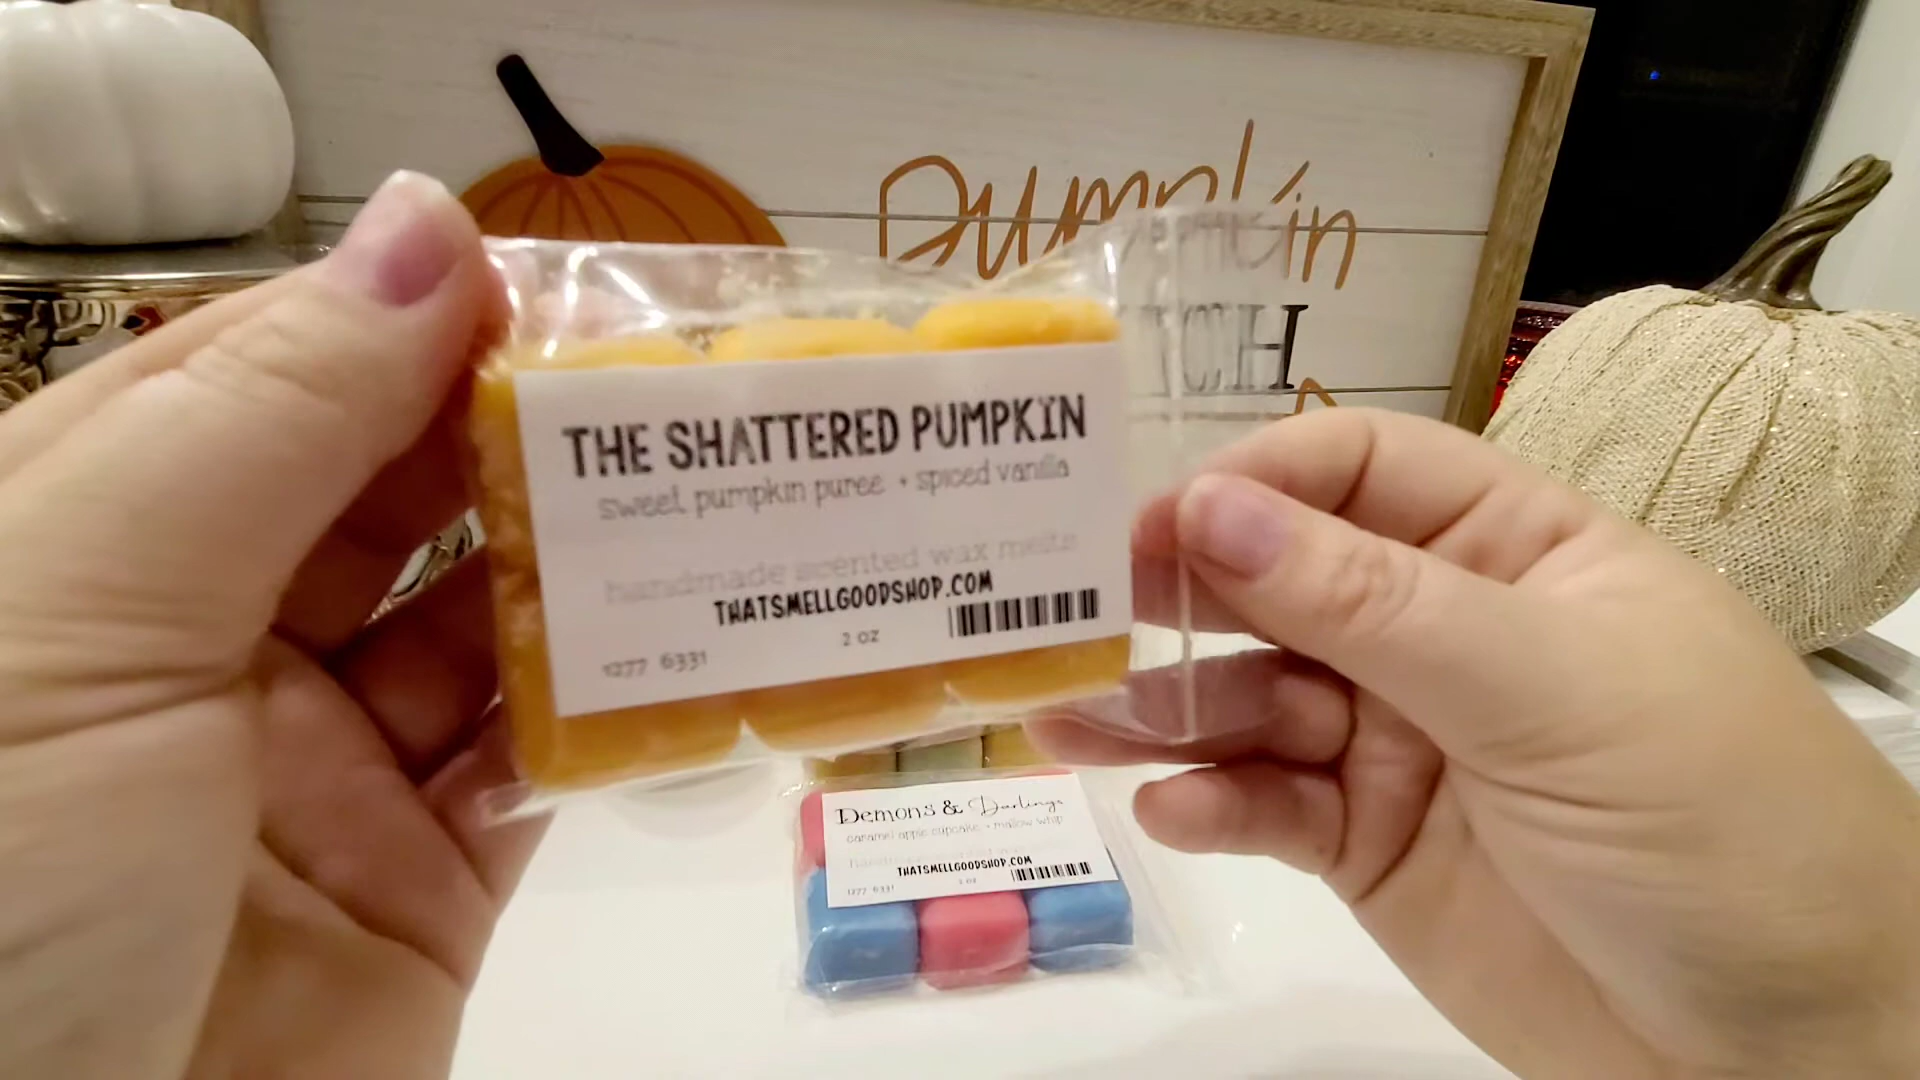 Pumpkin
THE SHATTERED PUMPKIN
sweet pumpkin puree + spiced vanilla
handmade scented wax melts
THATSMELLGOODSHOP.COM
2 OZ
1277 6331
Demons & Darlings
caramel apple cupcake + mallow whip
THATSMELLGOODSHOP.COM
2 OZ
1277 6331